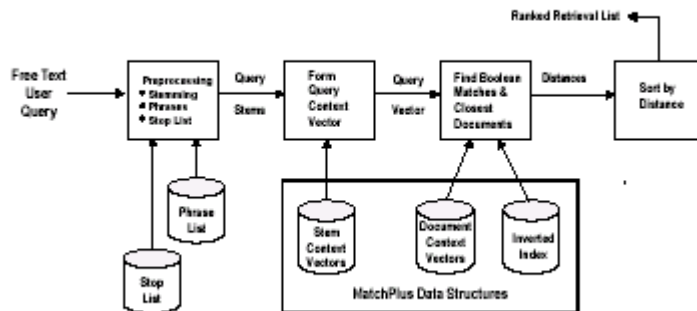 Ranked Retrieval List
Free Text
User
Query
Preprocessing
• Stemming
• Phrases
• Stop List
Query
Stems
Form
Query
Context
Vector
Query
Vector
Find Boolean
Matches &
Closest
Documents
Distances
Sort by
Distance
Phrase
List
Stop
List
Stem
Context
Vectors
Document
Context
Vectors
Inverted
Index
MatchPlus Data Structures